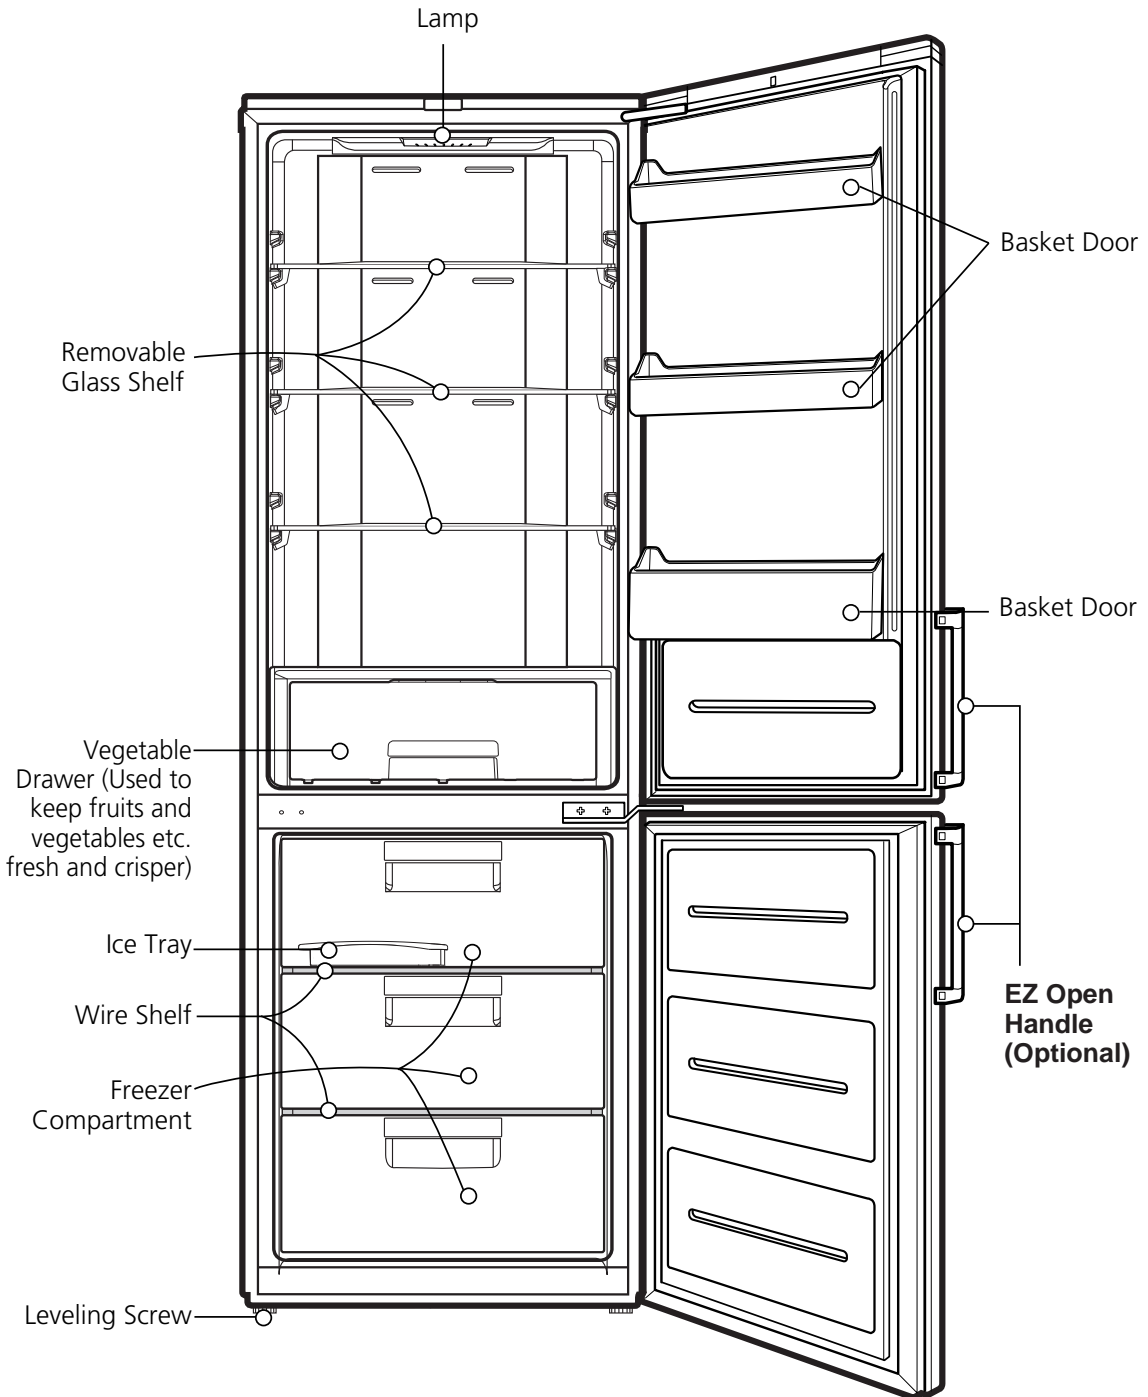 Lamp
Basket Door
Removable
Glass Shelf
Basket Door
Vegetable
Drawer (Used to
keep fruits and
vegetables etc.
fresh and crisper)
Ice Tray
Wire Shelf
EZ Open
Handle
(Optional)
Freezer
Compartment
Leveling Screw